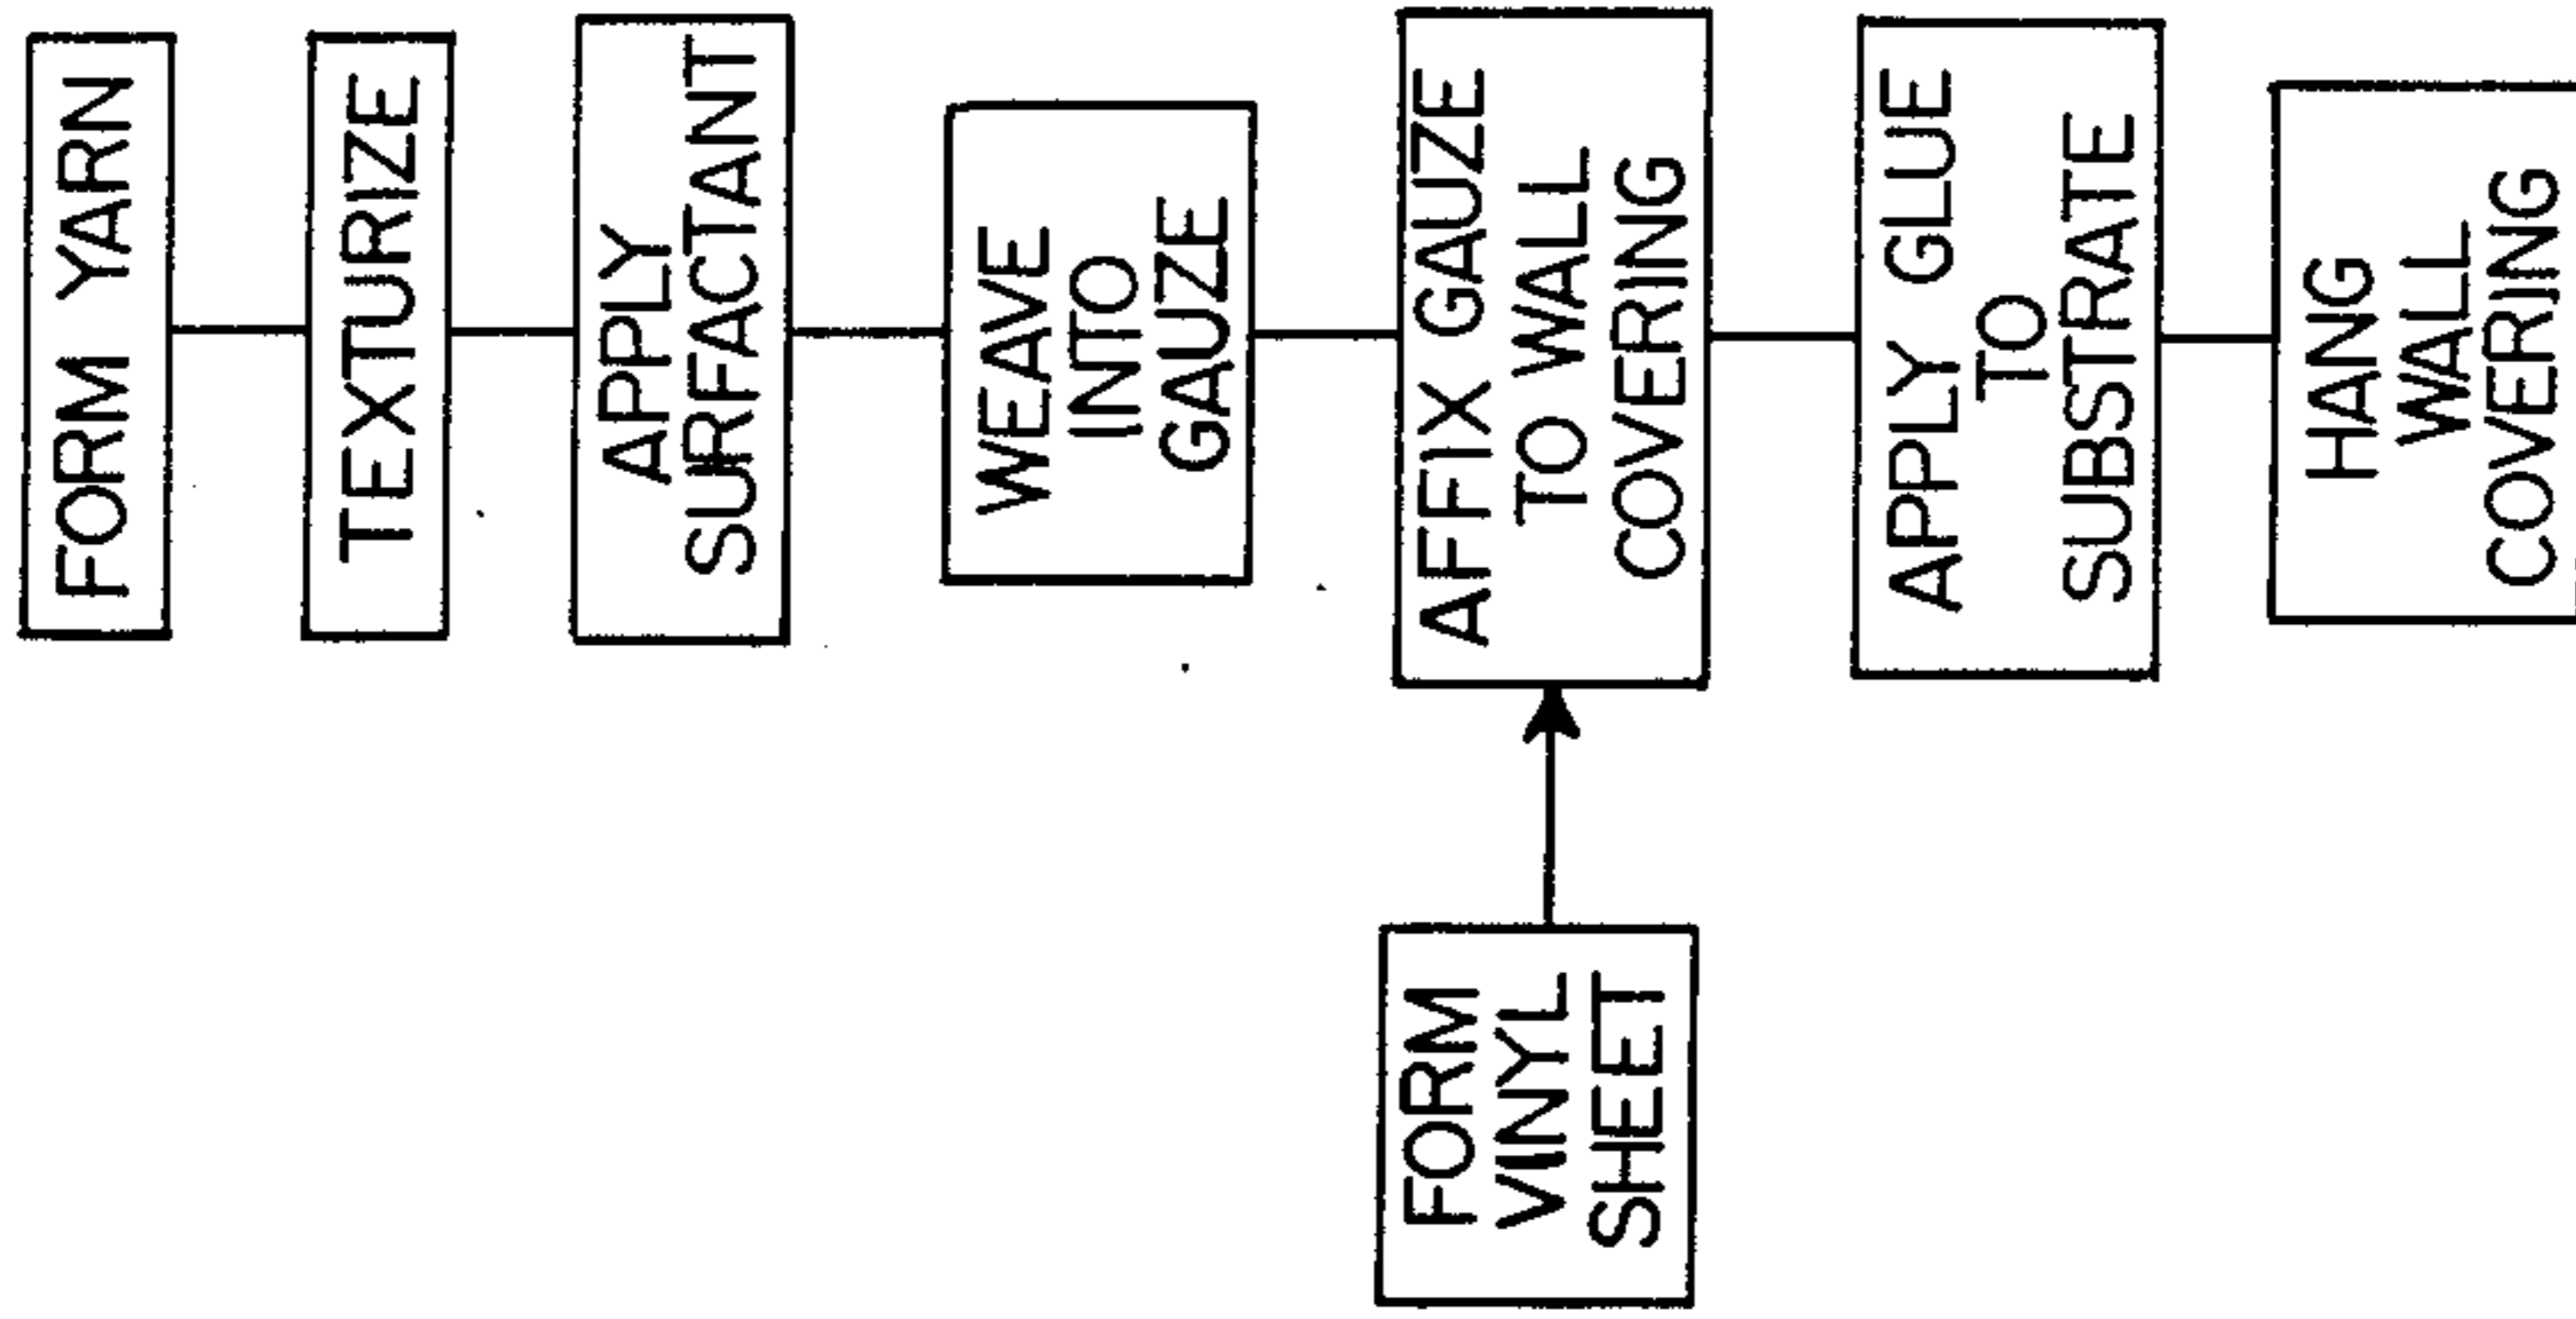 FORM YARN
TEXTURIZE
APPLY
SURFACTANT
WEAVE
INTO
GAUZE
FORM
VINYL
SHEET
AFFIX GAUZE
TO WALL
COVERING
APPLY GLUE
TO
SUBSTRATE
HANG
WALL
COVERING